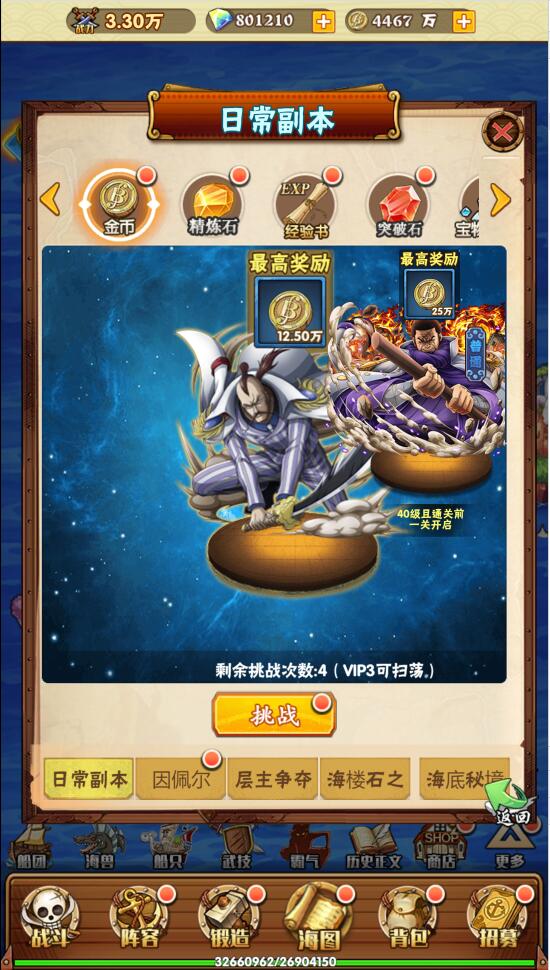 战力 3.30万 801210 4467 万
日常副本
金币 精炼石 EXP 经验书 突破石 宝物
最高奖励 最高奖励
12.50万 25万
普通
40级且通关前
一关开启
剩余挑战次数:4（VIP3可扫荡。）
挑战
日常副本 因佩尔 层主争夺 海楼石之 海底秘境
返回
船团 海兽 船只 武技 霸气 历史正文 SHOP 商店 更多
战斗 阵容 锻造 海图 背包 招募
32660962/26904150